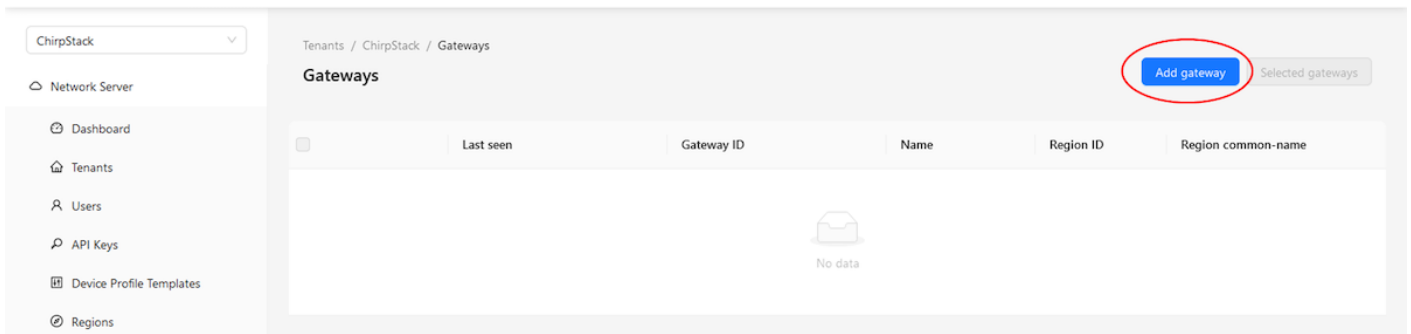 ChirpStack
Network Server
Dashboard
Tenants
Users
API Keys
Device Profile Templates
Regions
Tenants / ChirpStack / Gateways
Gateways
Add gateway
Selected gateways
Last seen
Gateway ID
Name
Region ID
Region common-name
No data